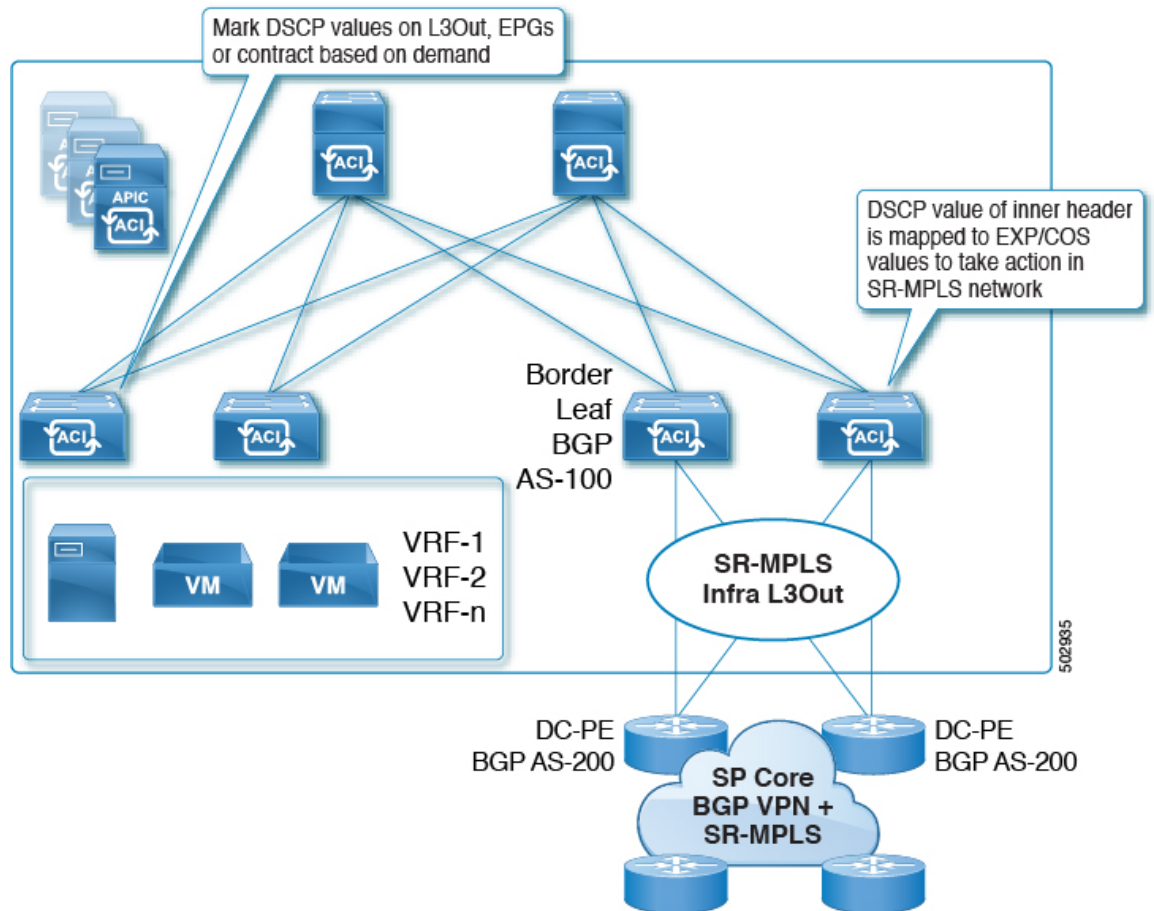 Mark DSCP values on L3Out, EPGs
or contract based on demand
APIC
ACI
ACI
ACI
DSCP value of inner header
is mapped to EXP/COS
values to take action in
SR-MPLS network
ACI
ACI
Border
Leaf
BGP
AS-100
ACI
ACI
VM
VM
VRF-1
VRF-2
VRF-n
SR-MPLS
Infra L3Out
502935
DC-PE
BGP AS-200
DC-PE
BGP AS-200
SP Core
BGP VPN +
SR-MPLS